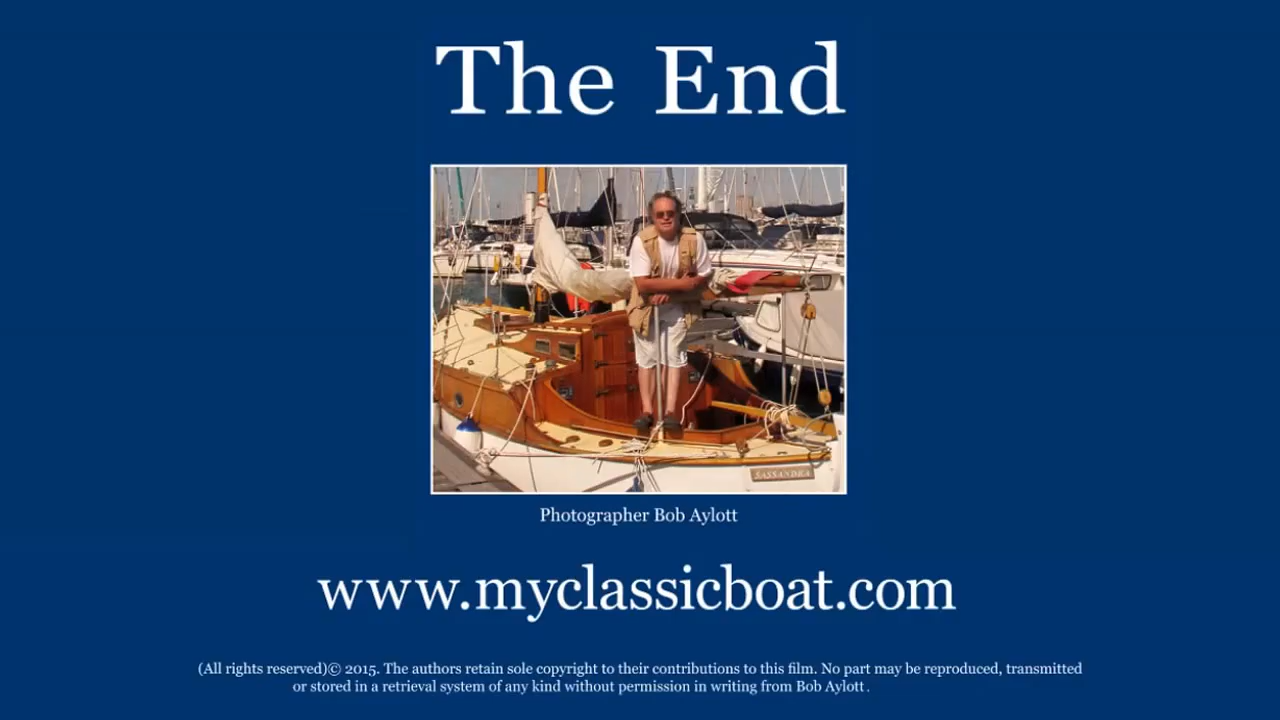 The End
SASSANDRA
Photographer Bob Aylott
www.myclassicboat.com
(All rights reserved)© 2015. The authors retain sole copyright to their contributions to this film. No part may be reproduced, transmitted
or stored in a retrieval system of any kind without permission in writing from Bob Aylott.